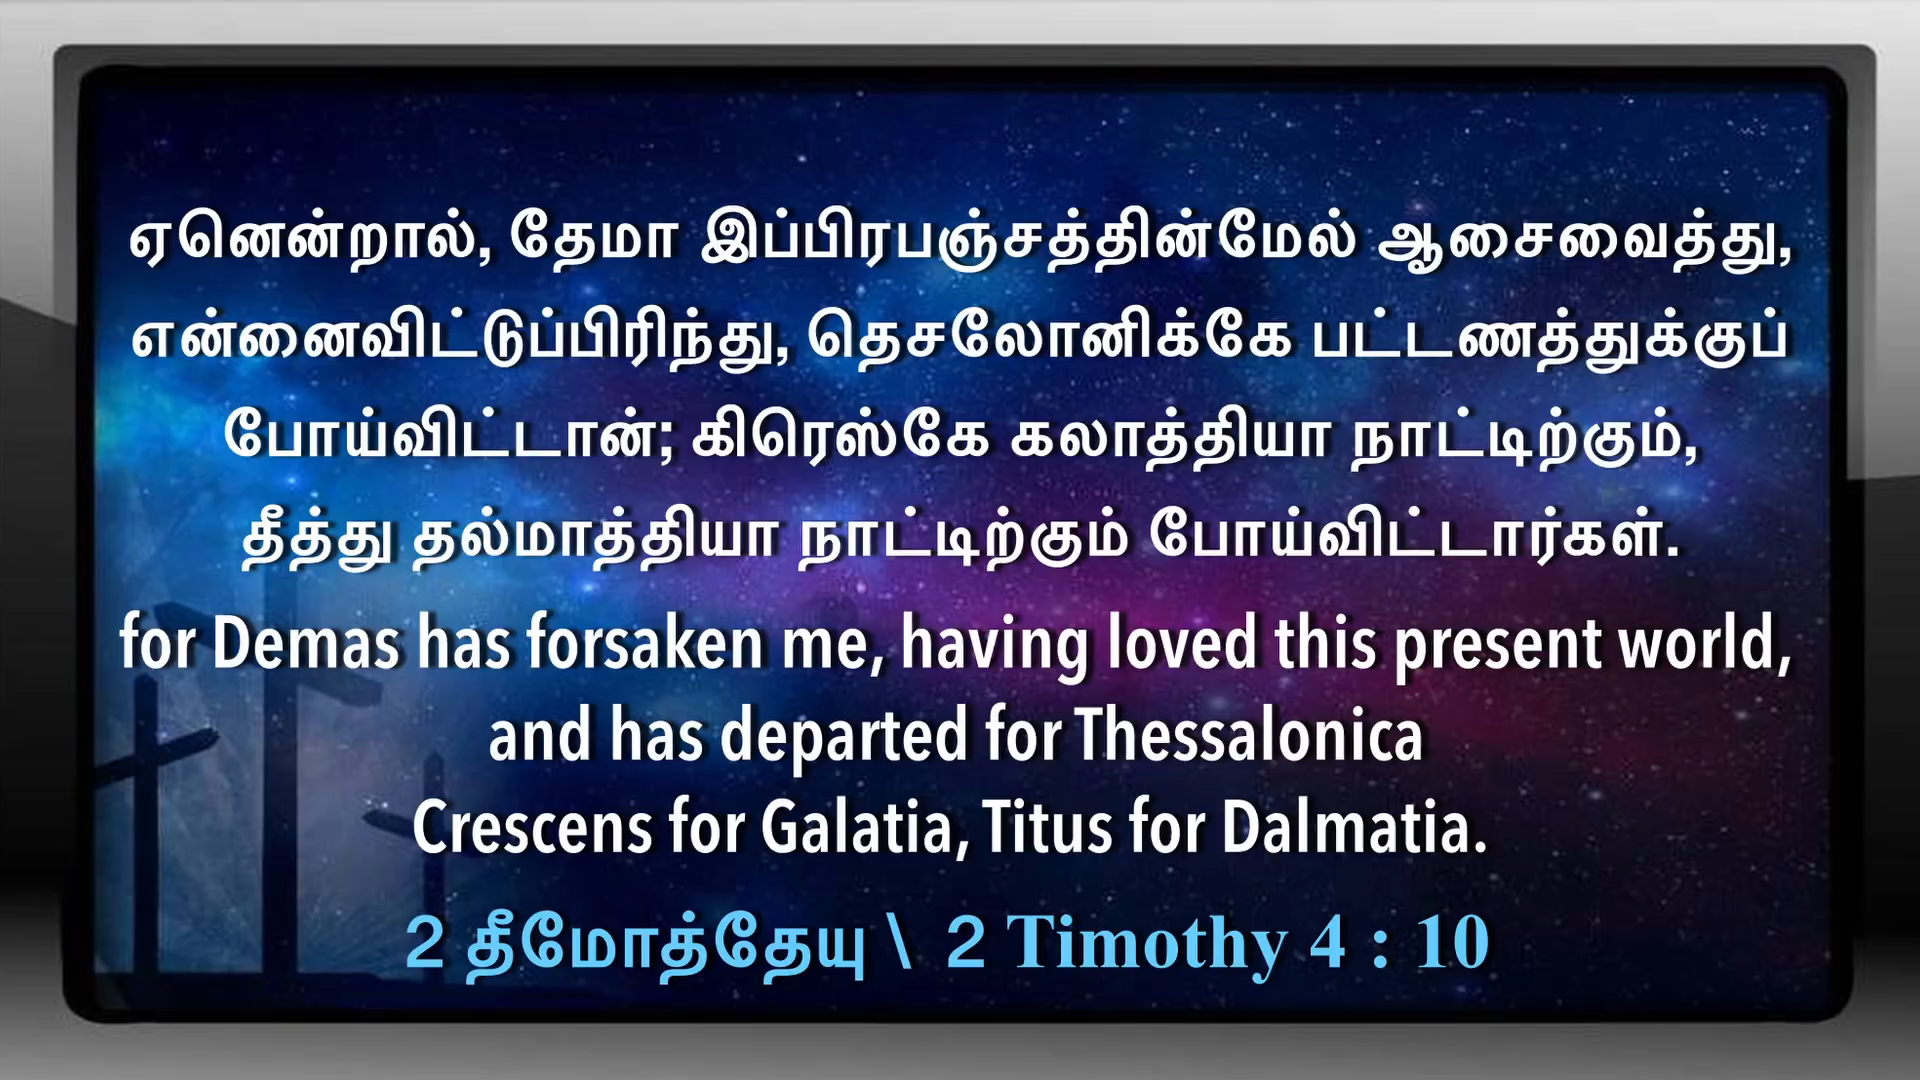 ஏனென்றால், தேமா இப்பிரபஞ்சத்தின்மேல் ஆசைவைத்து,
என்னைவிட்டுப்பிரிந்து, தெசலோனிக்கே பட்டணத்துக்குப்
போய்விட்டான்; கிரெஸ்கே கலாத்தியா நாட்டிற்கும்,
தீத்து தல்மாத்தியா நாட்டிற்கும் போய்விட்டார்கள்.
for Demas has forsaken me, having loved this present world,
and has departed for Thessalonica
Crescens for Galatia, Titus for Dalmatia.
2 தீமோத்தேயு \ 2 Timothy 4 : 10